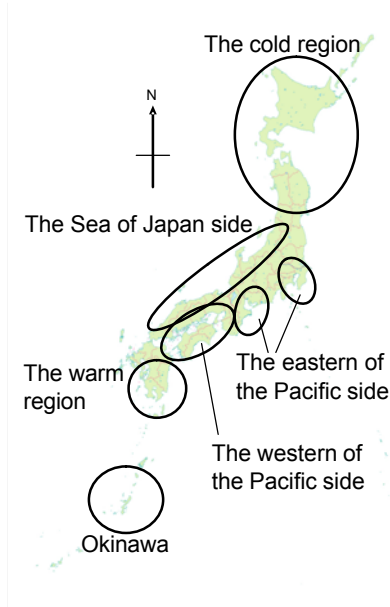 The cold region
N
The Sea of Japan side
The eastern of
the Pacific side
The warm
region
The western of
the Pacific side
Okinawa